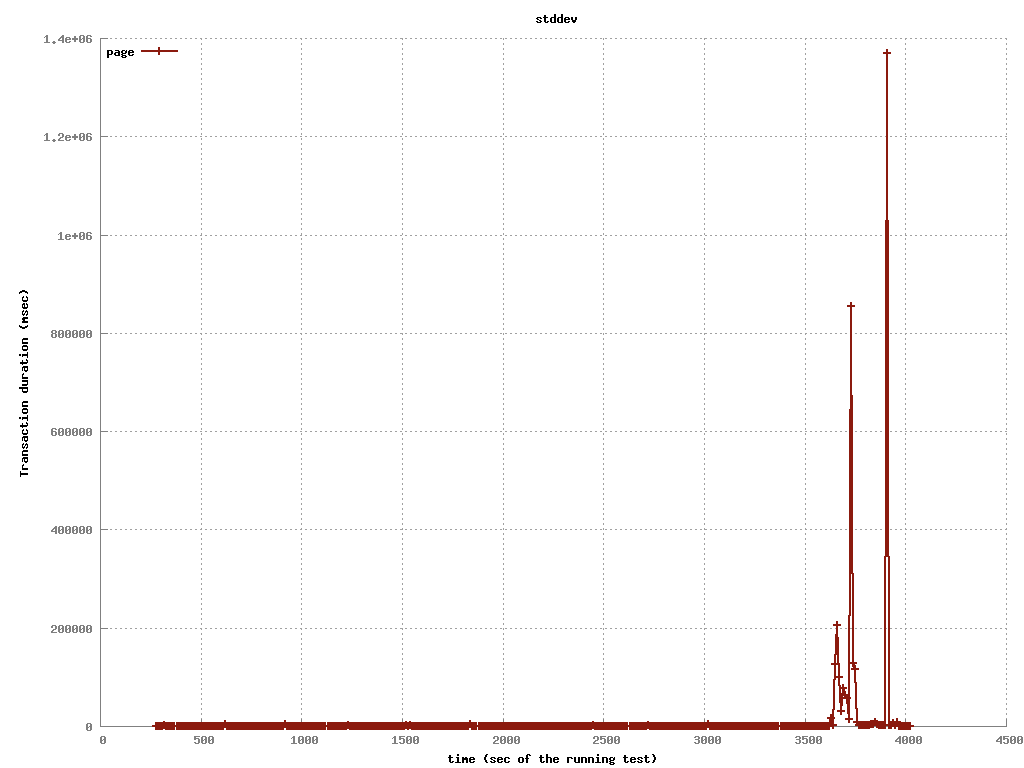 stddev
1.4e+06
page
1.2e+06
1e+06
800000
600000
400000
200000
0
Transaction duration (msec)
0 500 1000 1500 2000 2500 3000 3500 4000 4500
time (sec of the running test)